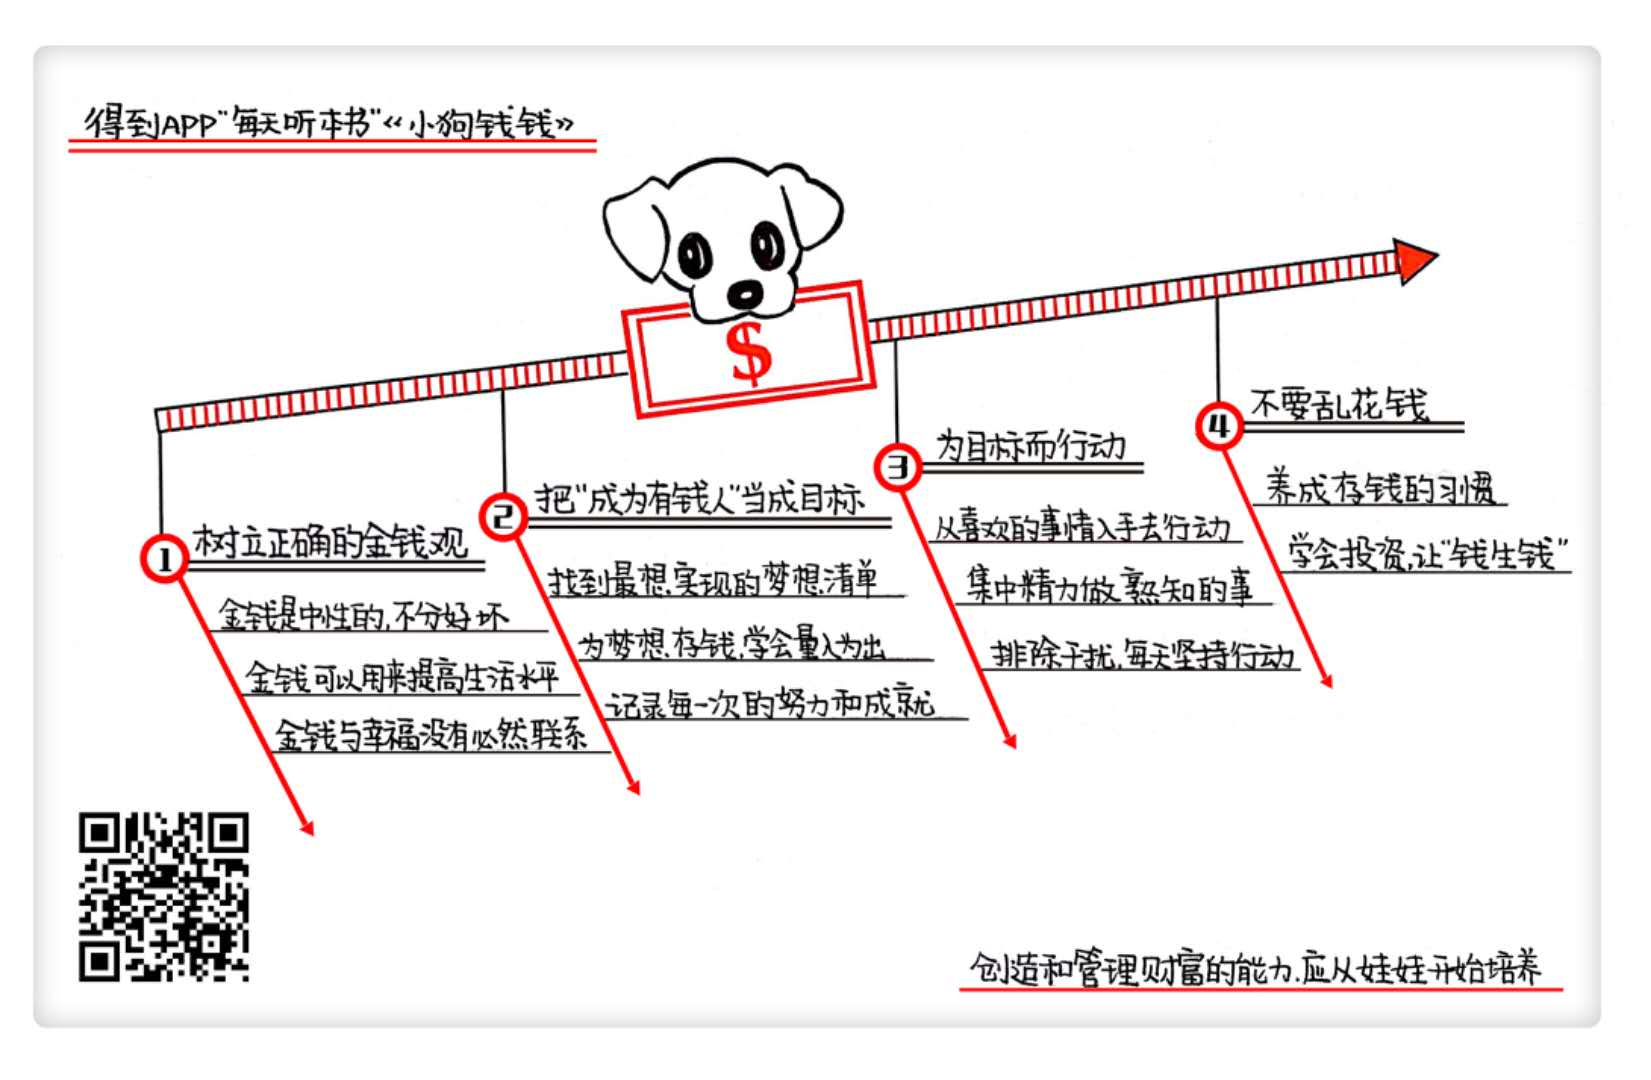 得到APP"每天听本书"《小狗钱钱》
$
1 树立正确的金钱观
金钱是中性的,不分好坏
金钱可以用来提高生活水平
金钱与幸福没有必然联系
2 把"成为有钱人"当成目标
找到最想实现的梦想清单
为梦想存钱,学会量入为出
记录每一次的努力和成就
3 为目标而行动
从喜欢的事情入手去行动
集中精力做熟知的事
排除干扰,每天坚持行动
4 不要乱花钱
养成存钱的习惯
学会投资,让"钱生钱"
创造和管理财富的能力.应从娃娃开始培养